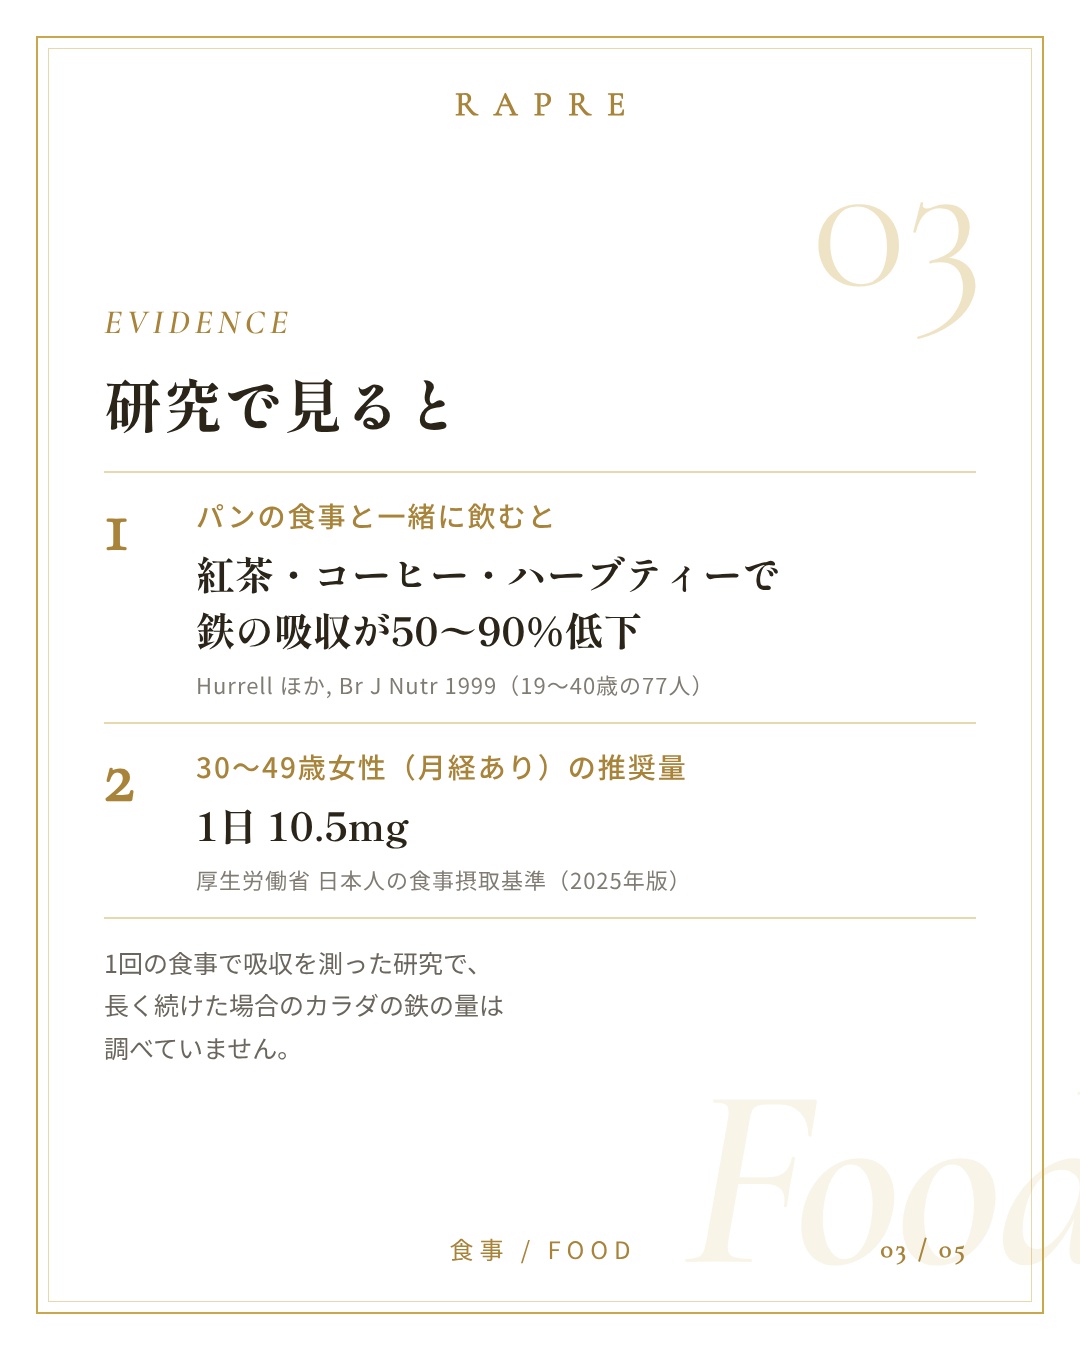 RAPRE
03
EVIDENCE
研究で見ると
1
パンの食事と一緒に飲むと
紅茶・コーヒー・ハーブティーで
鉄の吸収が50〜90%低下
Hurrell ほか, Br J Nutr 1999（19〜40歳の77人）
2
30〜49歳女性（月経あり）の推奨量
1日 10.5mg
厚生労働省 日本人の食事摂取基準（2025年版）
1回の食事で吸収を測った研究で、
長く続けた場合のカラダの鉄の量は
調べていません。
Food
食事 / FOOD
03 / 05